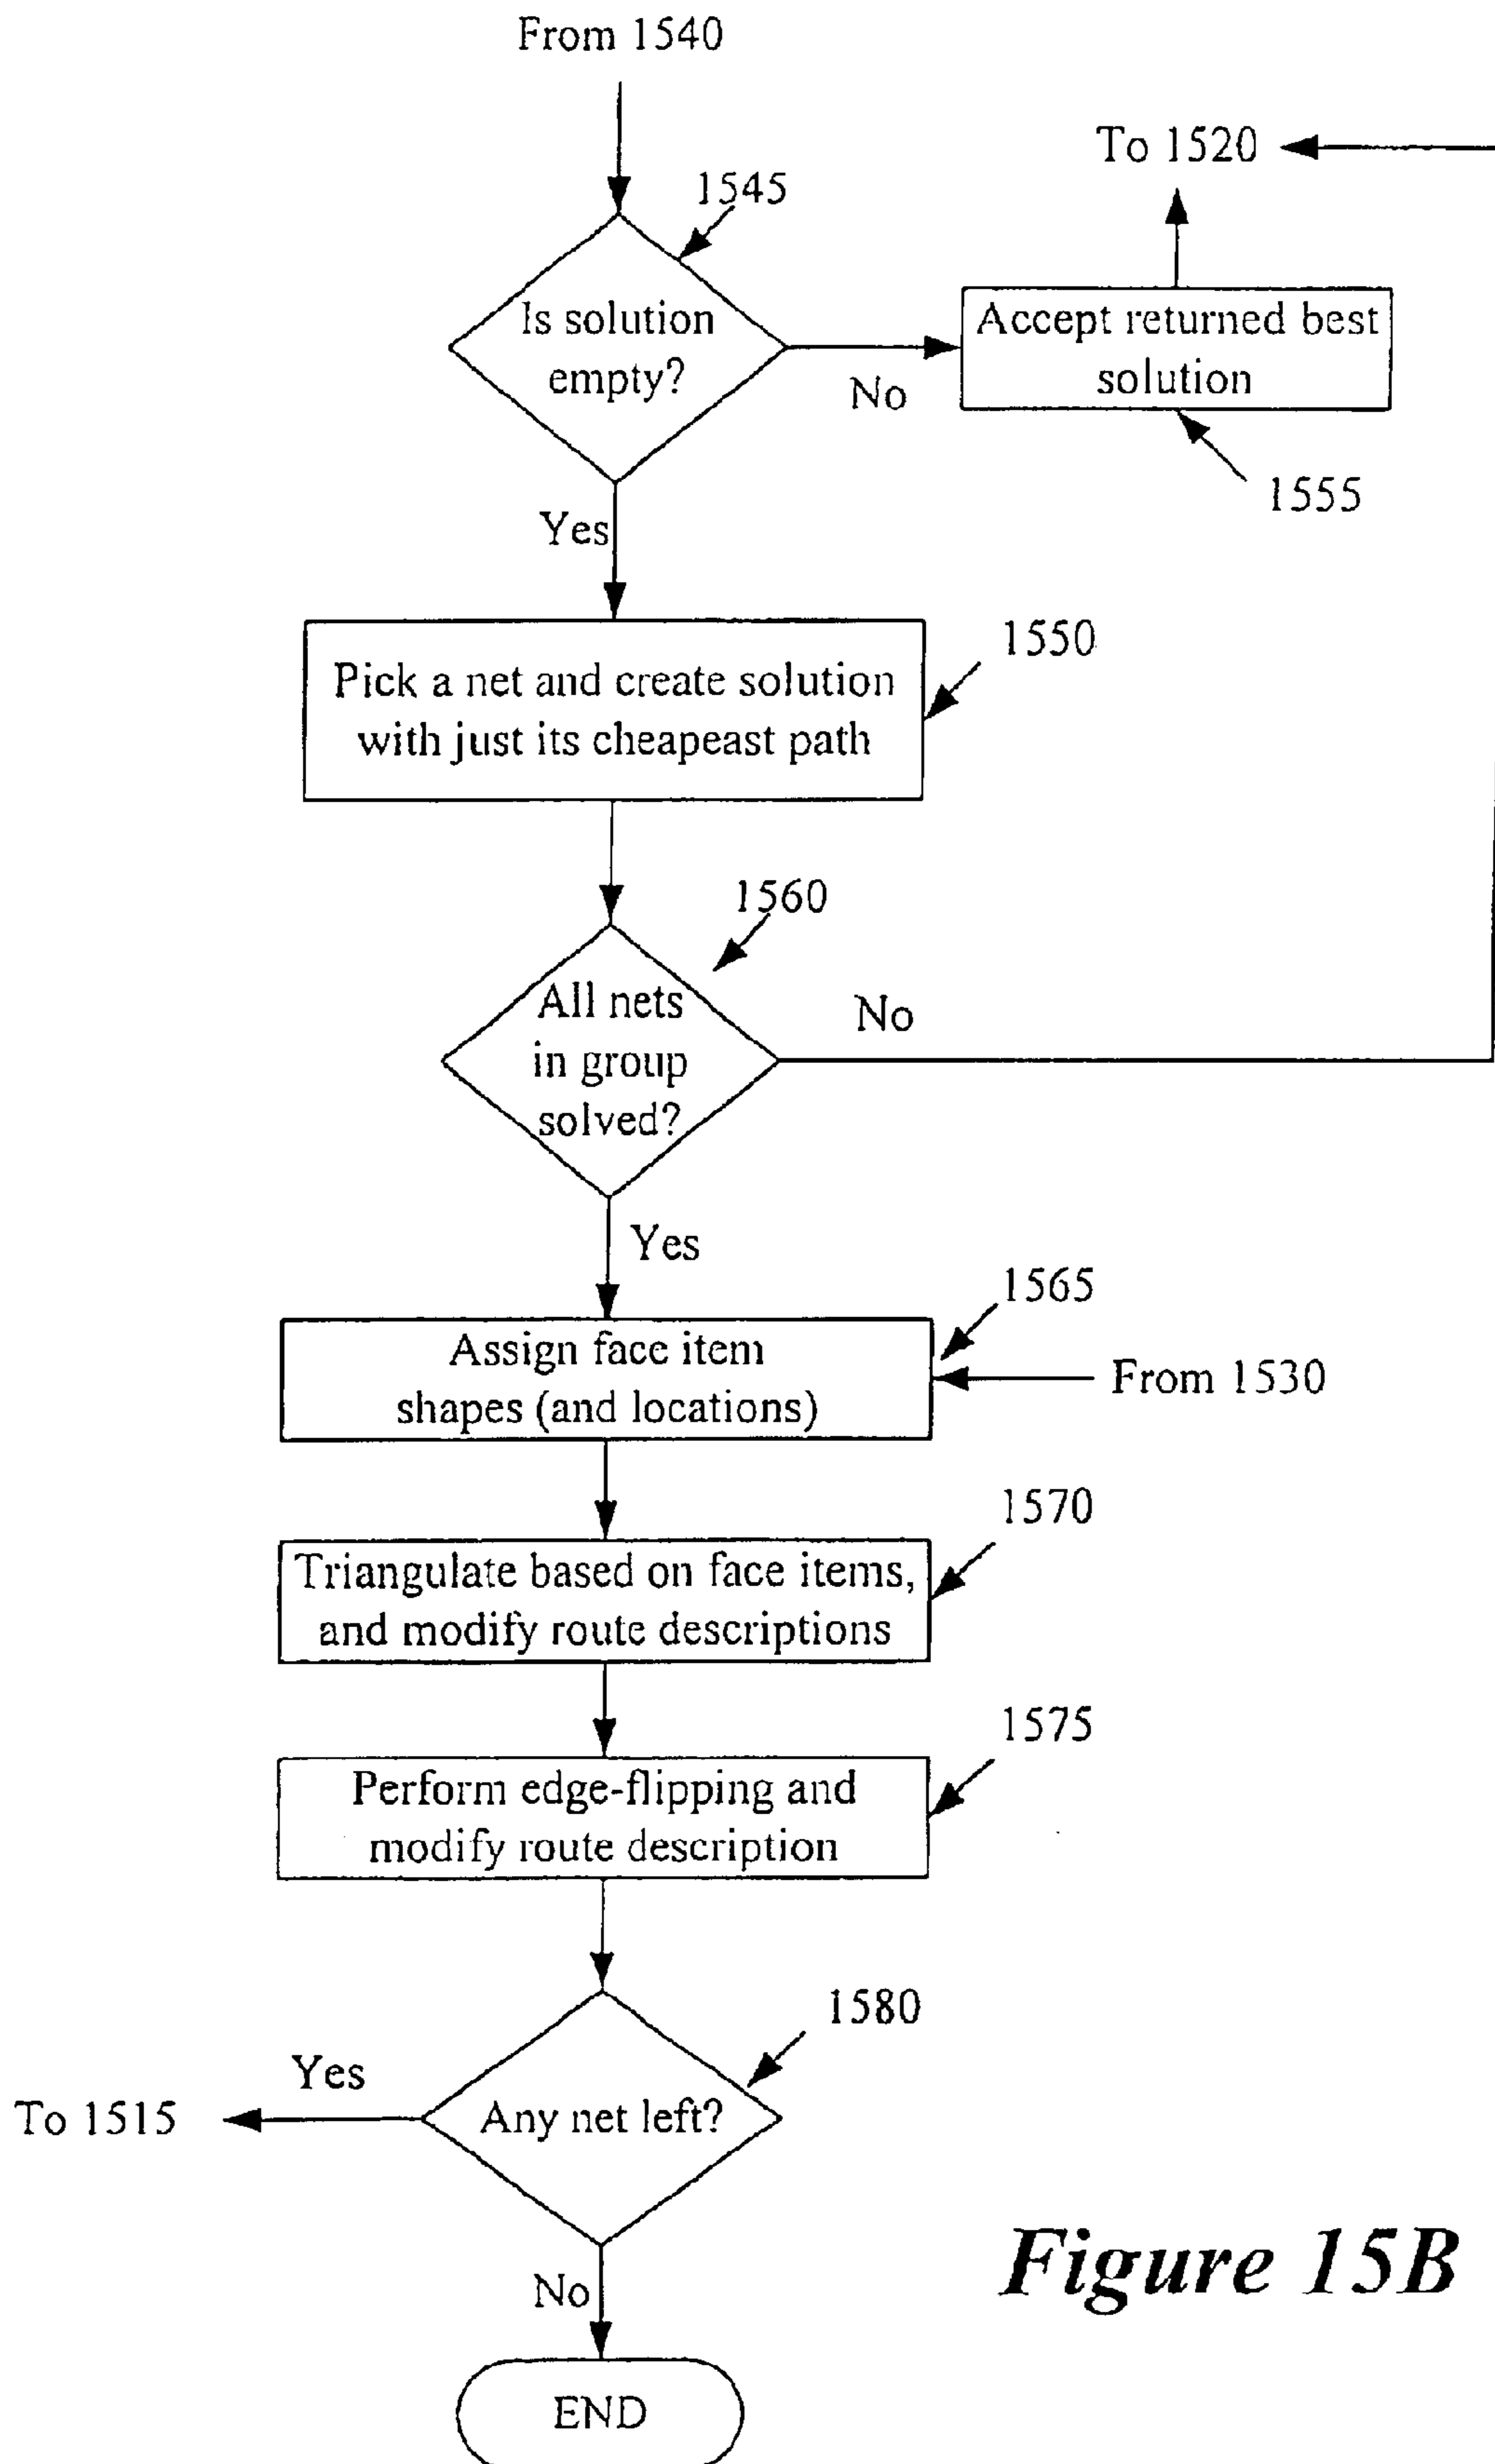 From 1540
To 1520
1545
Is solution
empty?
No
Accept returned best
solution
1555
Yes
1550
Pick a net and create solution
with just its cheapeast path
1560
All nets
in group
solved?
No
Yes
1565
Assign face item
shapes (and locations)
From 1530
1570
Triangulate based on face items,
and modify route descriptions
1575
Perform edge-flipping and
modify route description
1580
Yes
To 1515
Any net left?
No
Figure 15B
END